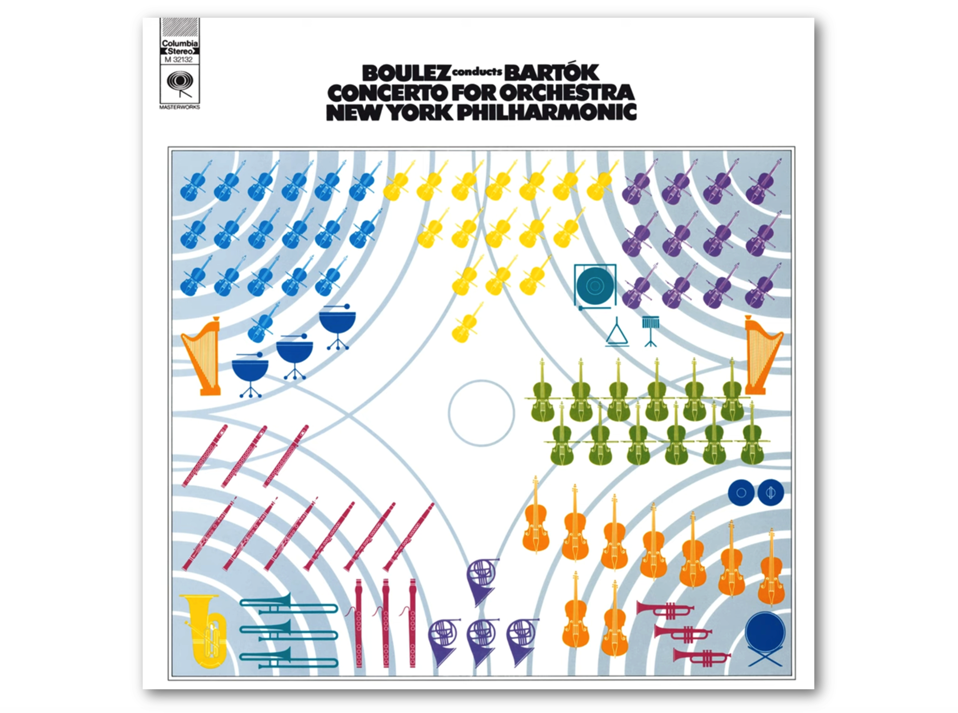 Columbia
Stereo
M 32132
MASTERWORKS
BOULEZ conducts BARTÓK
CONCERTO FOR ORCHESTRA
NEW YORK PHILHARMONIC